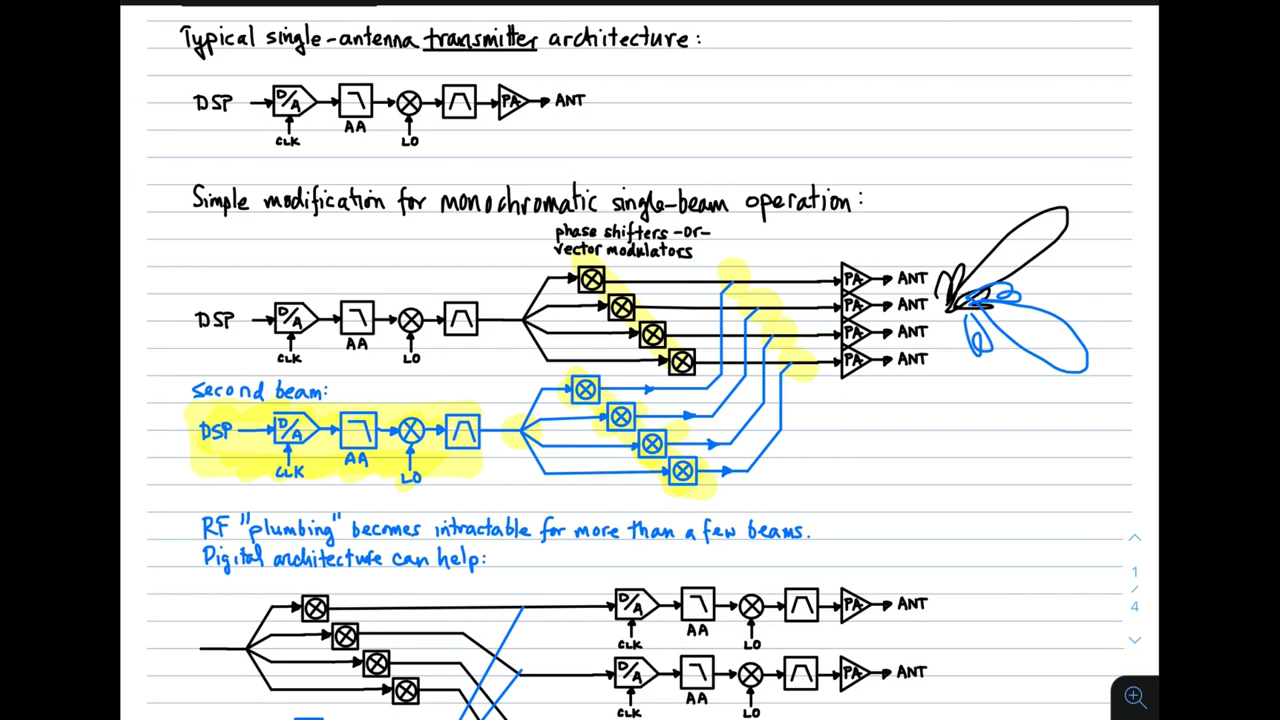 Typical single-antenna transmitter architecture:
DSP D/A AA LO PA ANT
CLK
Simple modification for monochromatic single-beam operation:
phase shifters -or-
vector modulators
PA ANT
PA ANT
DSP D/A PA ANT
CLK AA LO PA ANT
second beam:
DSP D/A
CLK AA LO
RF "plumbing" becomes intractable for more than a few beams.
Digital architecture can help:
D/A PA ANT
CLK AA LO
1
/
4
D/A PA ANT
CLK AA LO